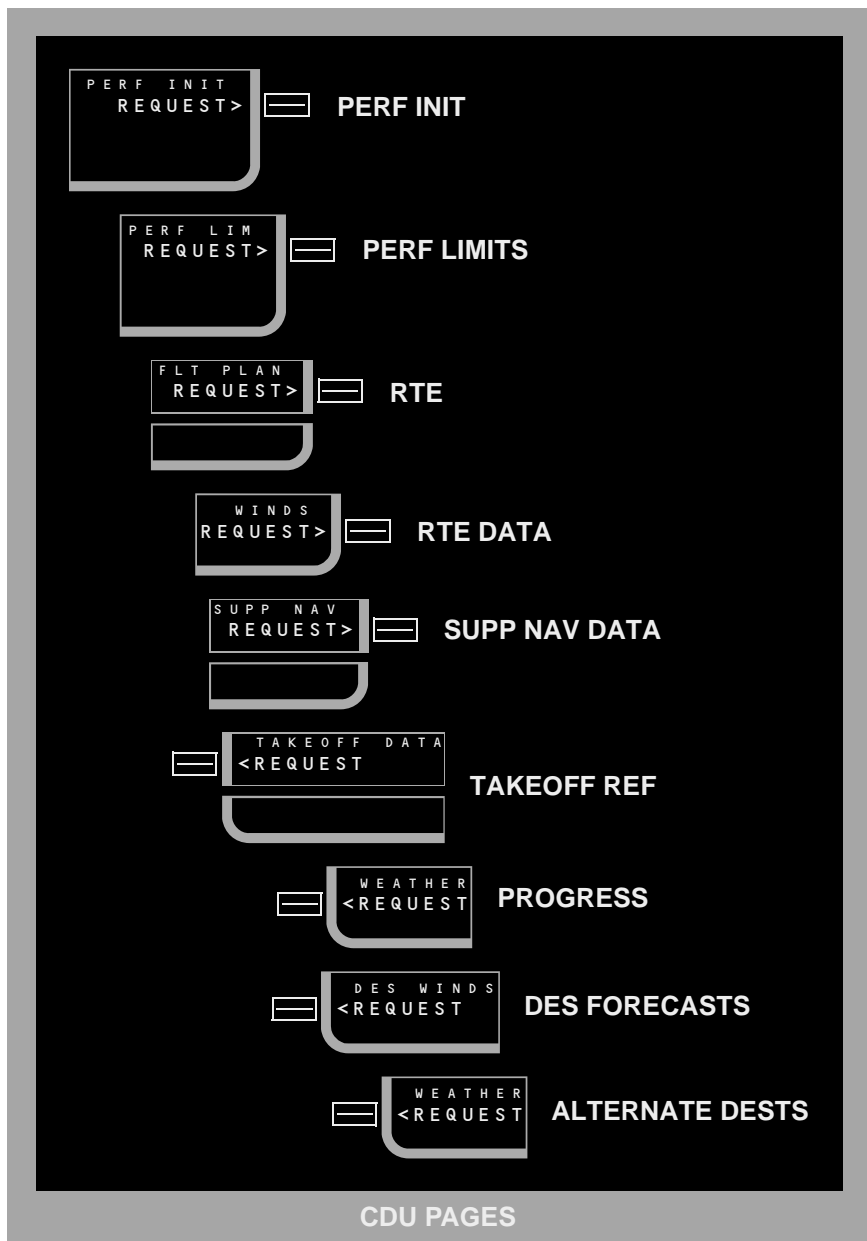 PERF INIT
REQUEST>
PERF INIT
PERF LIM
REQUEST>
PERF LIMITS
FLT PLAN
REQUEST>
RTE
WINDS
REQUEST>
RTE DATA
SUPP NAV
REQUEST>
SUPP NAV DATA
TAKEOFF DATA
<REQUEST
TAKEOFF REF
WEATHER
<REQUEST
PROGRESS
DES WINDS
<REQUEST
DES FORECASTS
WEATHER
<REQUEST
ALTERNATE DESTS
CDU PAGES